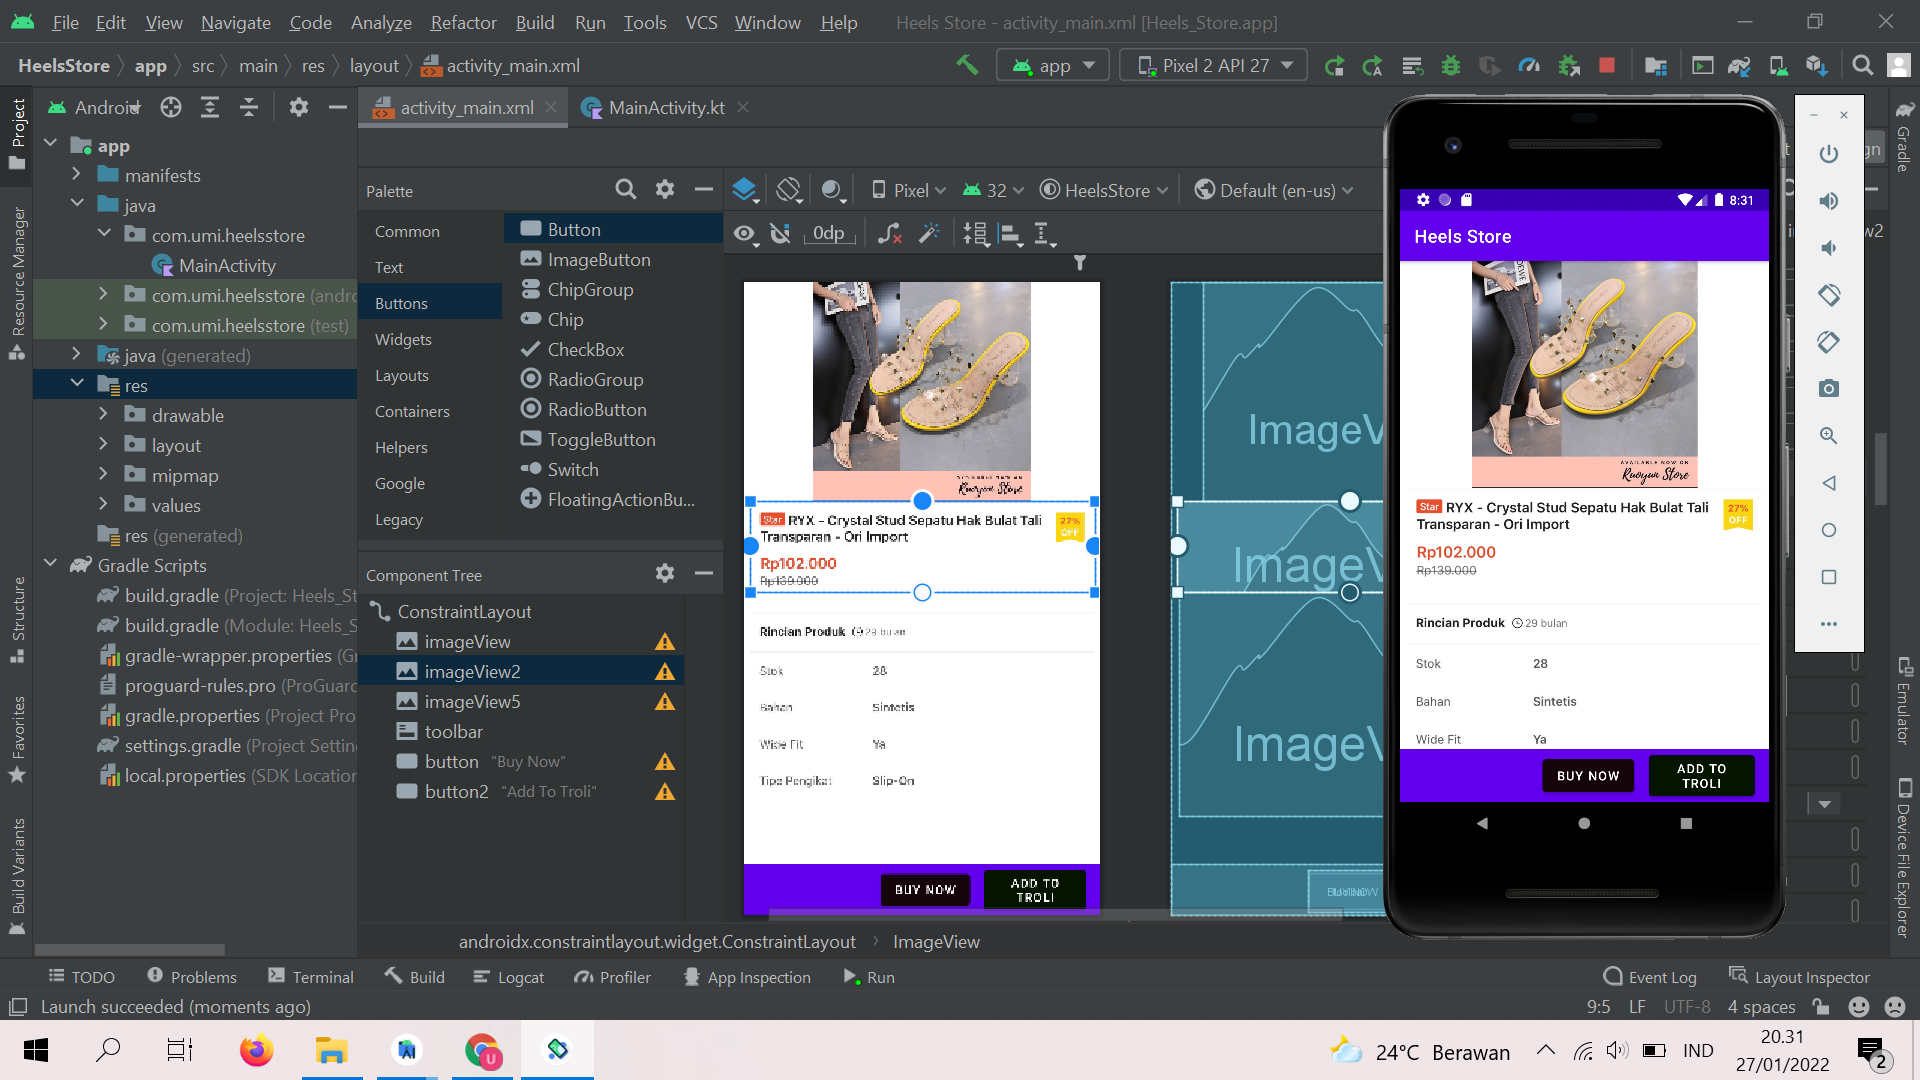 File Edit View Navigate Code Analyze Refactor Build Run Tools VCS Window Help Heels Store - activity_main.xml [Heels_Store.app]
HeelsStore app src main res layout activity_main.xml app Pixel 2 API 27
Project
Resource Manager
Structure
Favorites
Build Variants
Android
app
manifests
java
com.umi.heelsstore
MainActivity
com.umi.heelsstore (andro
com.umi.heelsstore (test)
java (generated)
res
drawable
layout
mipmap
values
res (generated)
Gradle Scripts
build.gradle (Project: Heels_St
build.gradle (Module: Heels_S
gradle-wrapper.properties (Gr
proguard-rules.pro (ProGuard
gradle.properties (Project Pro
settings.gradle (Project Settin
local.properties (SDK Location
activity_main.xml MainActivity.kt
Palette
Common
Text
Buttons
Widgets
Layouts
Containers
Helpers
Google
Legacy
Button
ImageButton
ChipGroup
Chip
CheckBox
RadioGroup
RadioButton
ToggleButton
Switch
FloatingActionBu...
Component Tree
ConstraintLayout
imageView
imageView2
imageView5
toolbar
button "Buy Now"
button2 "Add To Troli"
Pixel 32 HeelsStore Default (en-us)
0dp
Ruoyun Store
Star RYX - Crystal Stud Sepatu Hak Bulat Tali
Transparan - Ori Import
27%
OFF
Rp102.000
Rp139.000
Rincian Produk 29 bulan
Stok 28
Bahan Sintetis
Wide Fit Ya
Tipe Pengikat Slip-On
BUY NOW
ADD TO
TROLI
ImageV
ImageV
ImageV
gn
w2
8:31
Heels Store
AVAILABLE NOW ON
Ruoyun Store
Star RYX - Crystal Stud Sepatu Hak Bulat Tali
Transparan - Ori Import
27%
OFF
Rp102.000
Rp139.000
Rincian Produk 29 bulan
Stok 28
Bahan Sintetis
Wide Fit Ya
BUY NOW
ADD TO
TROLI
Gradle
Emulator
Device File Explorer
androidx.constraintlayout.widget.ConstraintLayout ImageView
TODO Problems Terminal Build Logcat Profiler App Inspection Run Event Log Layout Inspector
Launch succeeded (moments ago) 9:5 LF UTF-8 4 spaces
24°C Berawan IND
20.31
27/01/2022
2